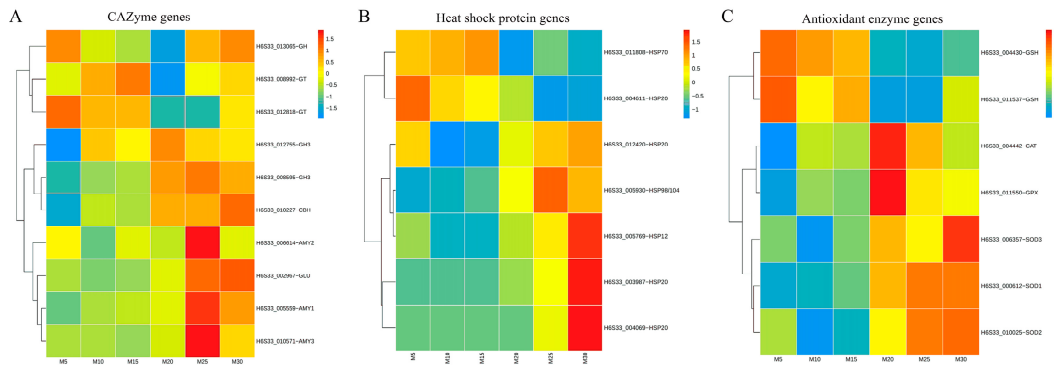 A
CAZyme genes
H6S33_013065-GH
H6S33_008992-GT
H6S33_012818-GT
H6S33_012755-GH3
H6S33_008595-GH3
H6S33_010227-CBH
H6S33_006614-AMY2
H6S33_002967-GLU
H6S33_005559-AMY1
H6S33_010571-AMY3
M5 M10 M15 M20 M25 M30
1.5
1
0.5
0
−0.5
−1
−1.5
B
Heat shock protein genes
H6S33_011808-HSP70
H6S33_004611-HSP20
H6S33_012420-HSP20
H6S33_005930-HSP98/104
H6S33_005769-HSP12
H6S33_003987-HSP20
H6S33_004069-HSP20
M5 M10 M15 M20 M25 M30
1.5
1
0.5
0
−0.5
−1
C
Antioxidant enzyme genes
H6S33_004430-GSH
H6S33_011537-GSH
H6S33_004442-CAT
H6S33_011550-GPX
H6S33_006357-SOD3
H6S33_000612-SOD1
H6S33_010025-SOD2
M5 M10 M15 M20 M25 M30